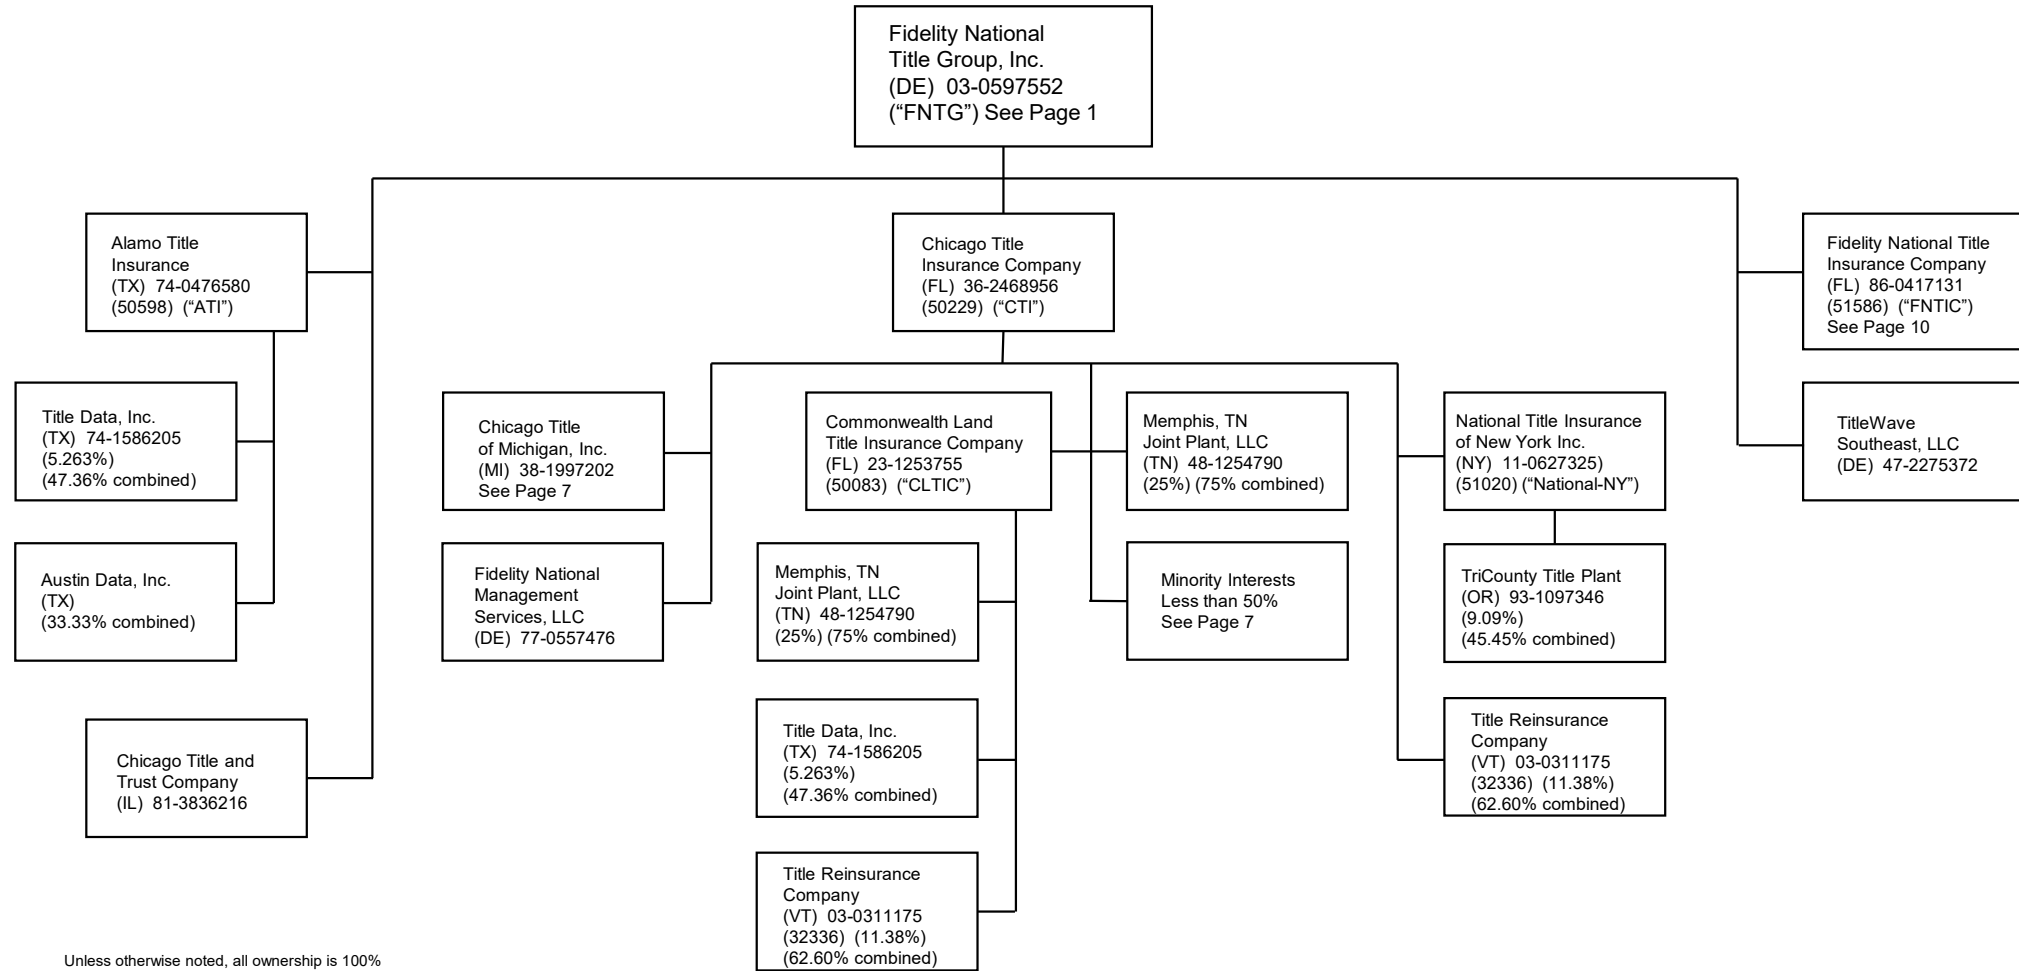 Fidelity National
Title Group, Inc.
(DE) 03-0597552
(“FNTG”) See Page 1
Alamo Title
Insurance
(TX) 74-0476580
(50598) (“ATI”)
Chicago Title
Insurance Company
(FL) 36-2468956
(50229) (“CTI”)
Fidelity National Title
Insurance Company
(FL) 86-0417131
(51586) (“FNTIC”)
See Page 10
Title Data, Inc.
(TX) 74-1586205
(5.263%)
(47.36% combined)
Chicago Title
of Michigan, Inc.
(MI) 38-1997202
See Page 7
Commonwealth Land
Title Insurance Company
(FL) 23-1253755
(50083) (“CLTIC”)
Memphis, TN
Joint Plant, LLC
(TN) 48-1254790
(25%) (75% combined)
National Title Insurance
of New York Inc.
(NY) 11-0627325)
(51020) (“National-NY”)
TitleWave
Southeast, LLC
(DE) 47-2275372
Austin Data, Inc.
(TX)
(33.33% combined)
Fidelity National
Management
Services, LLC
(DE) 77-0557476
Memphis, TN
Joint Plant, LLC
(TN) 48-1254790
(25%) (75% combined)
Minority Interests
Less than 50%
See Page 7
TriCounty Title Plant
(OR) 93-1097346
(9.09%)
(45.45% combined)
Chicago Title and
Trust Company
(IL) 81-3836216
Title Data, Inc.
(TX) 74-1586205
(5.263%)
(47.36% combined)
Title Reinsurance
Company
(VT) 03-0311175
(32336) (11.38%)
(62.60% combined)
Title Reinsurance
Company
(VT) 03-0311175
(32336) (11.38%)
(62.60% combined)
Unless otherwise noted, all ownership is 100%